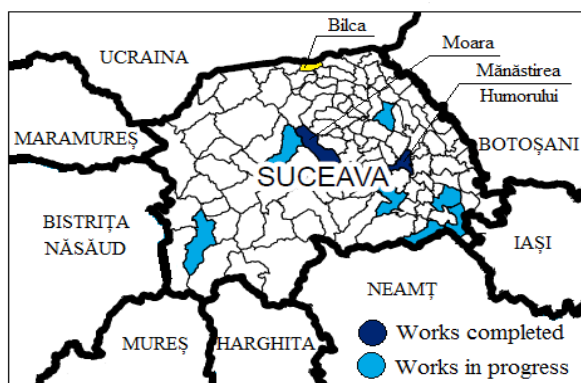 Bilca
UCRAINA
Moara
Mănăstirea
Humorului
MARAMUREȘ
BOTOȘANI
SUCEAVA
BISTRIȚA
NĂSĂUD
IAȘI
NEAMȚ
MUREȘ
HARGHITA
Works completed
Works in progress